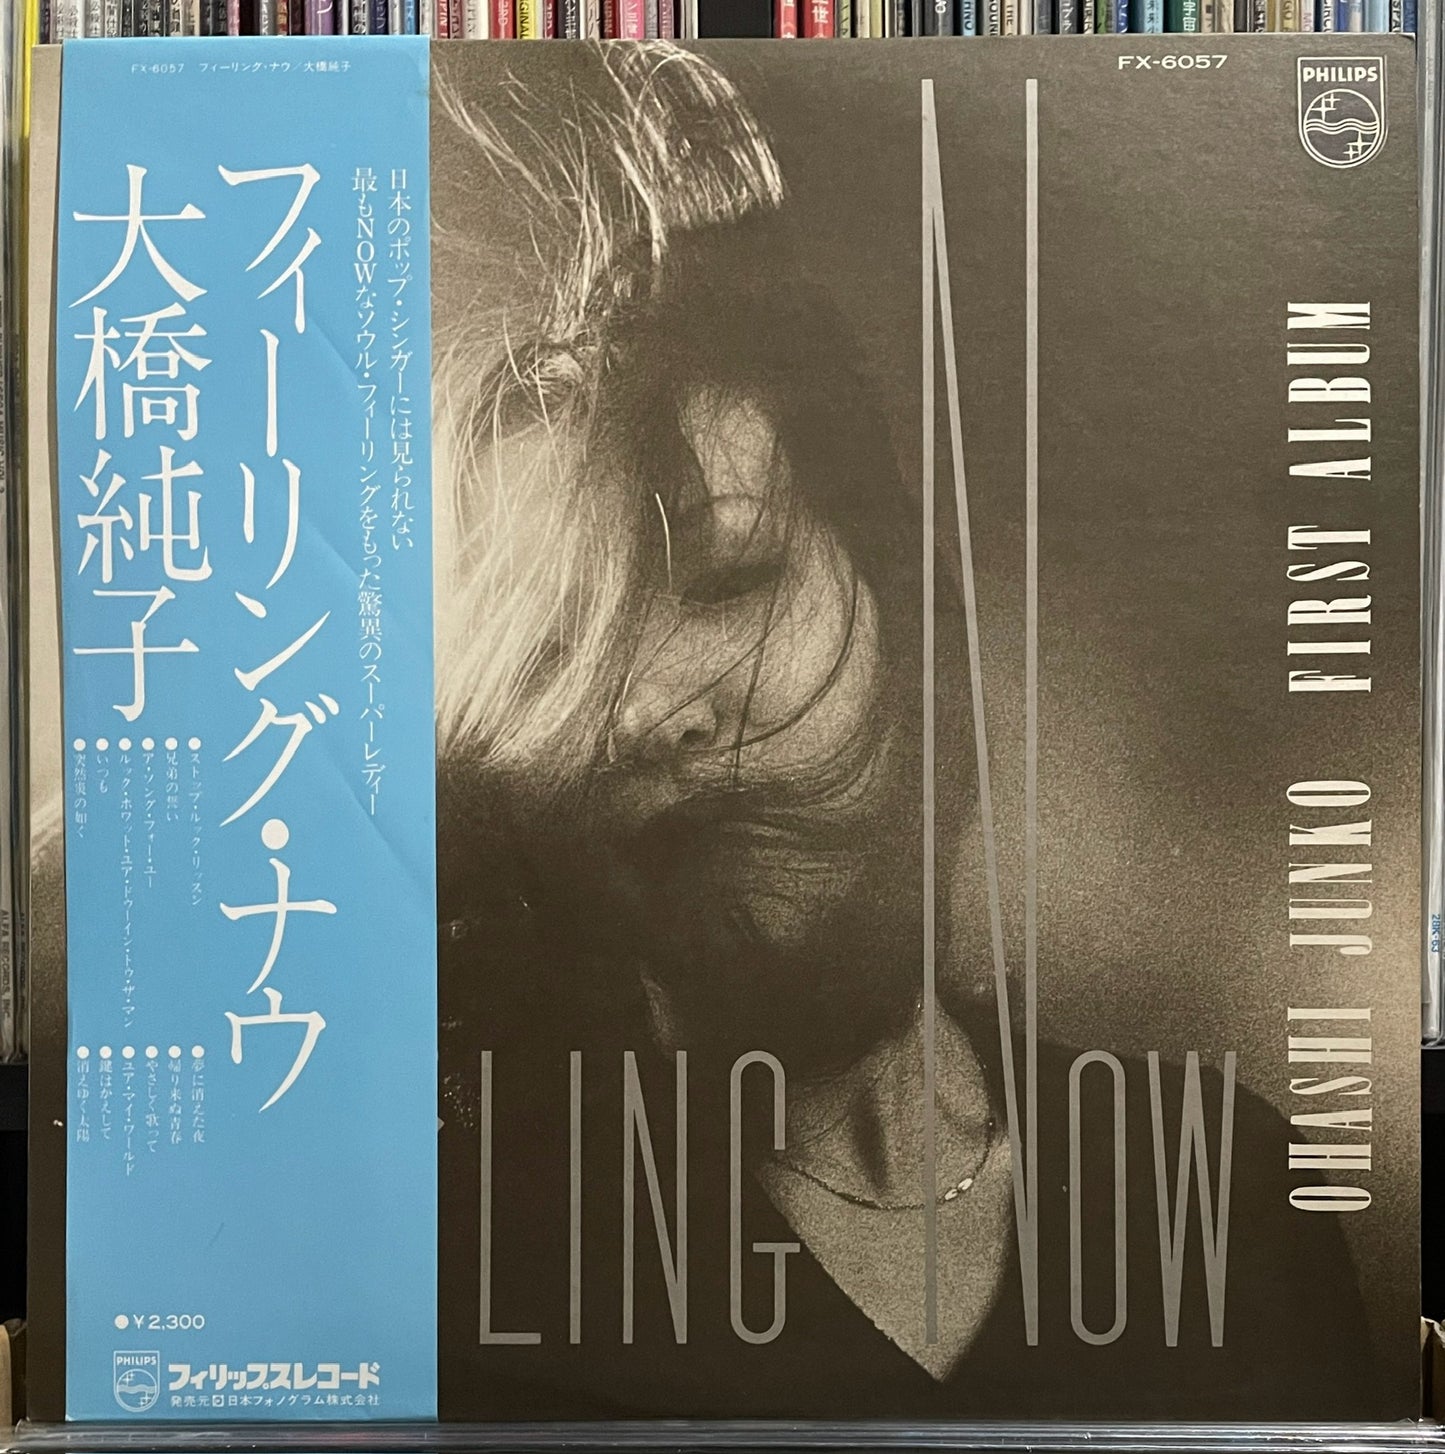 FX-6057 フィーリング・ナウ/大橋純子
日本のポップ・シンガーには見られない
最もNOWなソウル・フィーリングをもった驚異のスーパーレディー
フィーリング・ナウ
大橋純子
●ストップ・ルック・リッスン
●兄弟の誓い
●ア・ソング・フォー・ユー
●ルック・ホワット・ユア・ドゥーイン・トゥ・ザ・マン
●いつも
●突然炎の如く
●夢に消えた夜
●帰り来ぬ青春
●やさしく歌って
●ユア・マイ・ワールド
●鍵はかえして
●消えゆく太陽
●¥2,300
PHILIPS
フィリップスレコード
発売元 日本フォノグラム株式会社
FX-6057
PHILIPS
OHASHI JUNKO FIRST ALBUM
LING NOW
28K-63